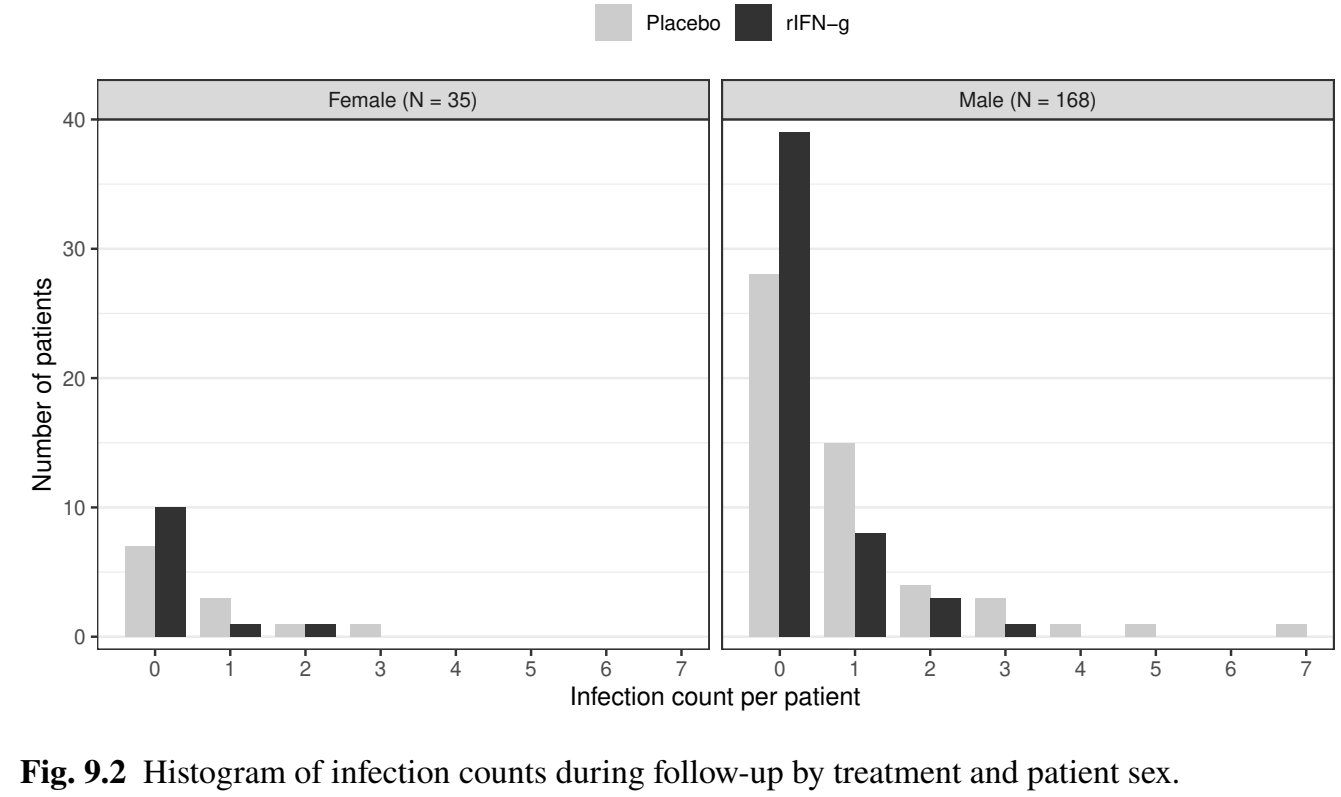 Placebo rIFN−g
Female (N = 35) Male (N = 168)
40
30
20
10
0
Number of patients
0 1 2 3 4 5 6 7 0 1 2 3 4 5 6 7
Infection count per patient
Fig. 9.2 Histogram of infection counts during follow-up by treatment and patient sex.